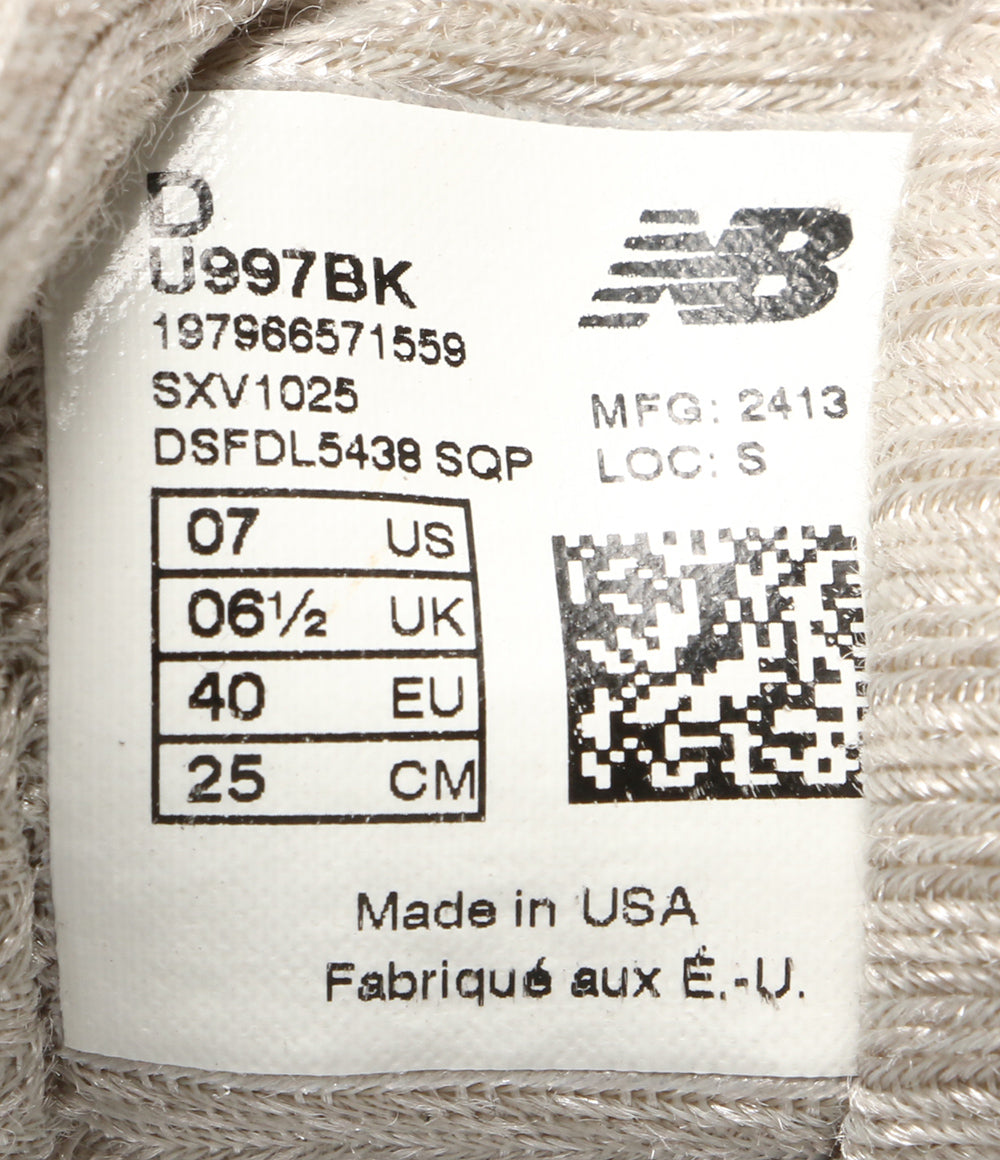 D
U997BK
197966571559
SXV1025
DSFDL5438 SQP
NB
MFG: 2413
LOC: S
07 US
06½ UK
40 EU
25 CM
Made in USA
Fabriqué aux É.-U.